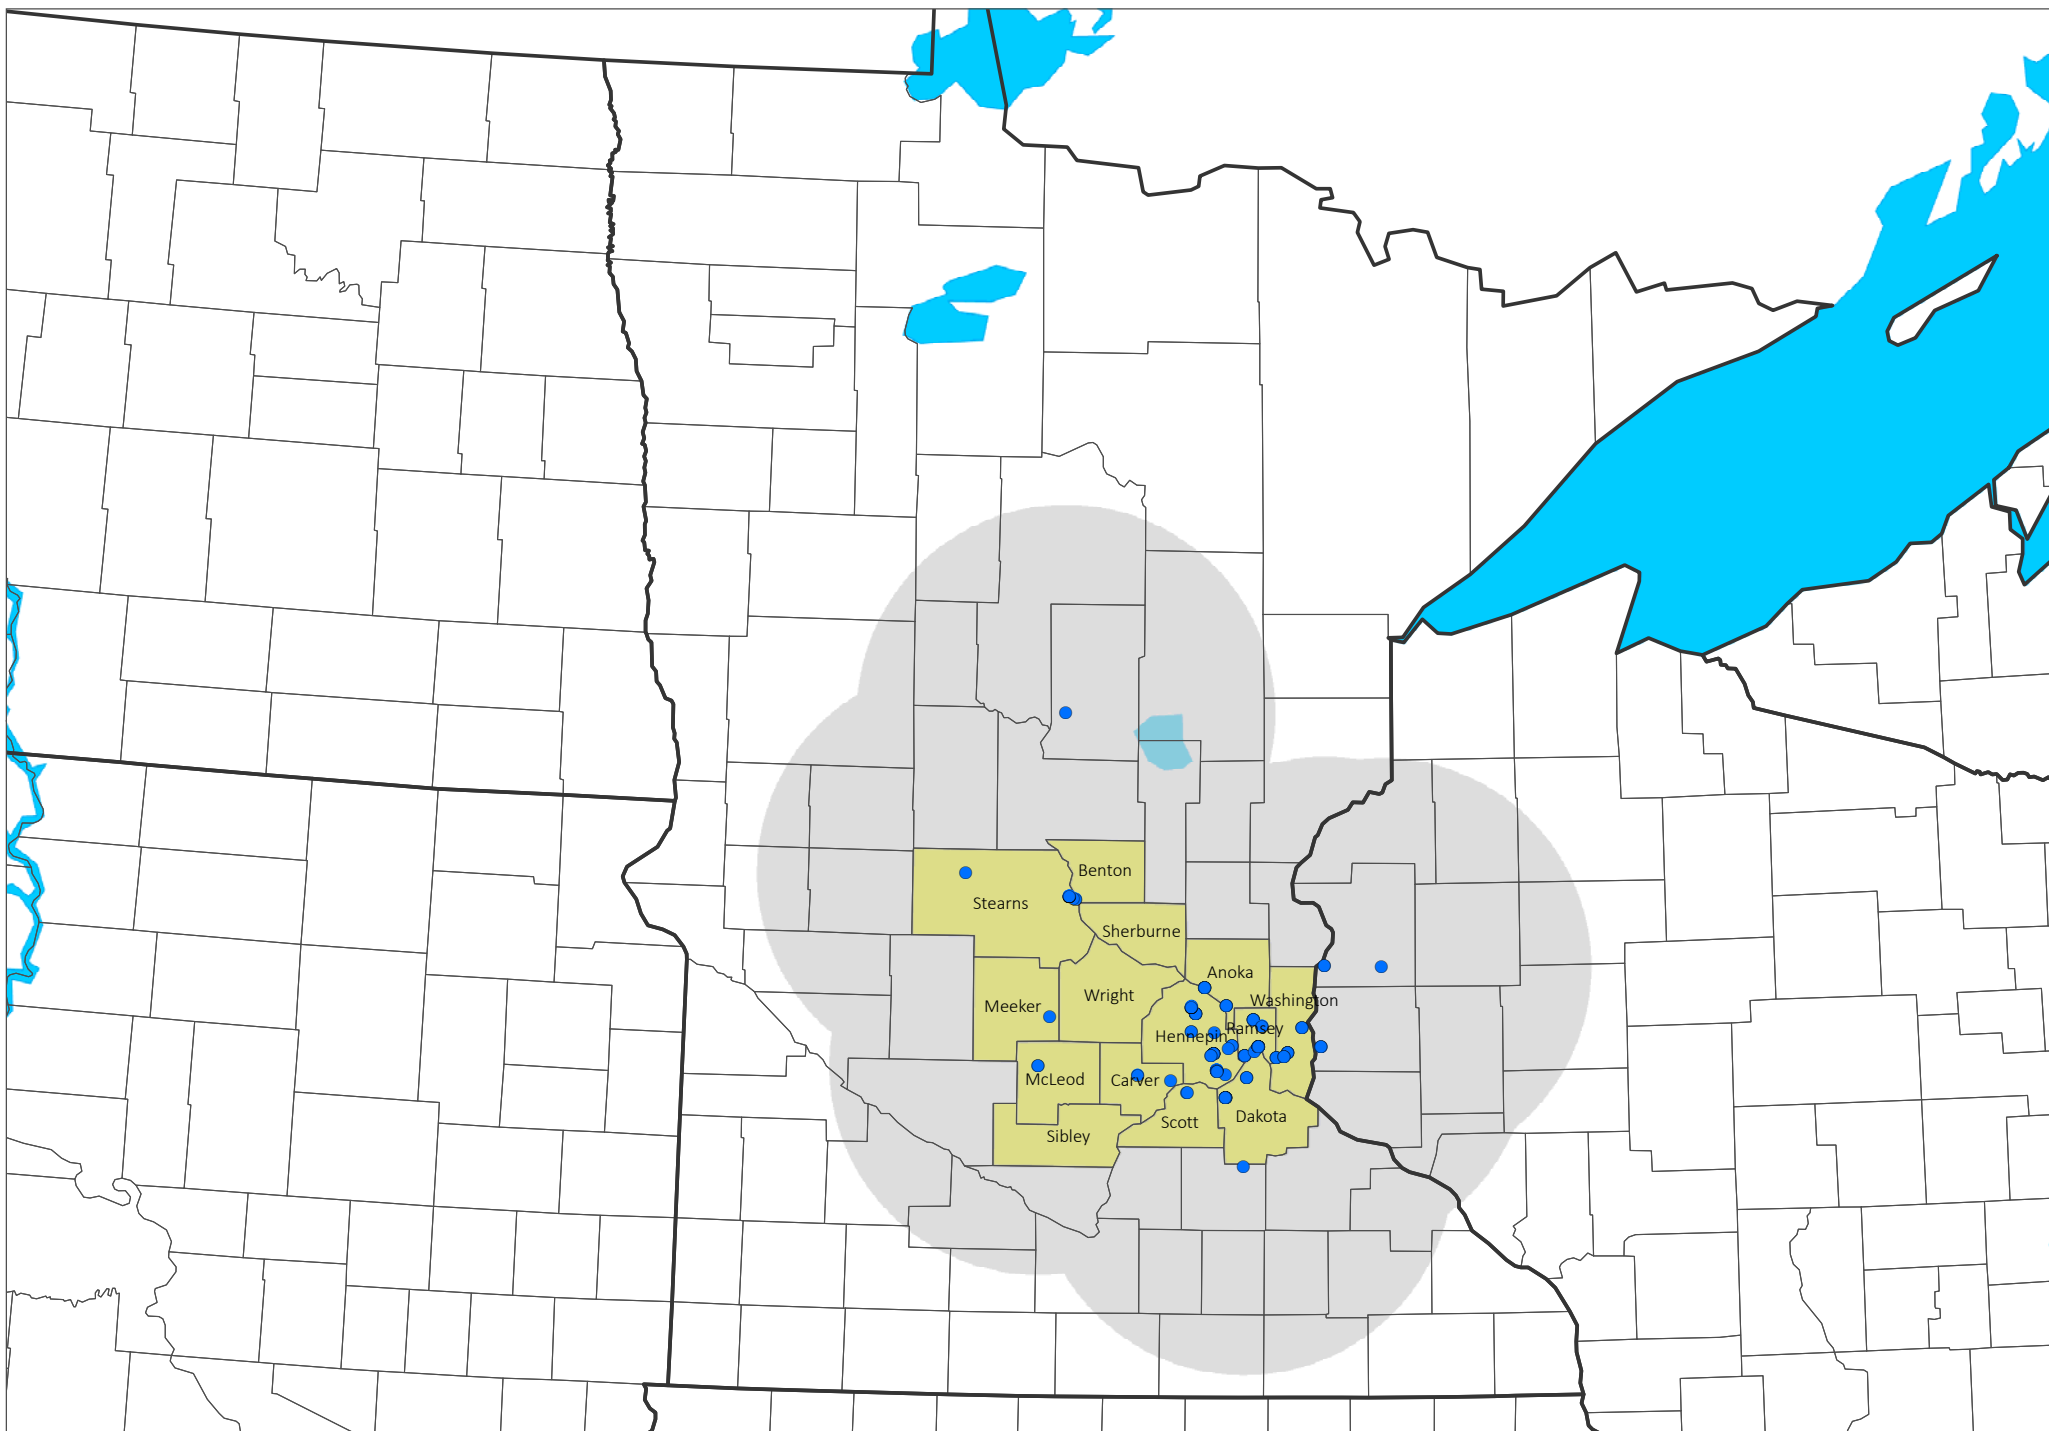 Benton
Stearns
Sherburne
Anoka
Wright
Washington
Meeker
Ramsey
Hennepin
McLeod
Carver
Dakota
Scott
Sibley